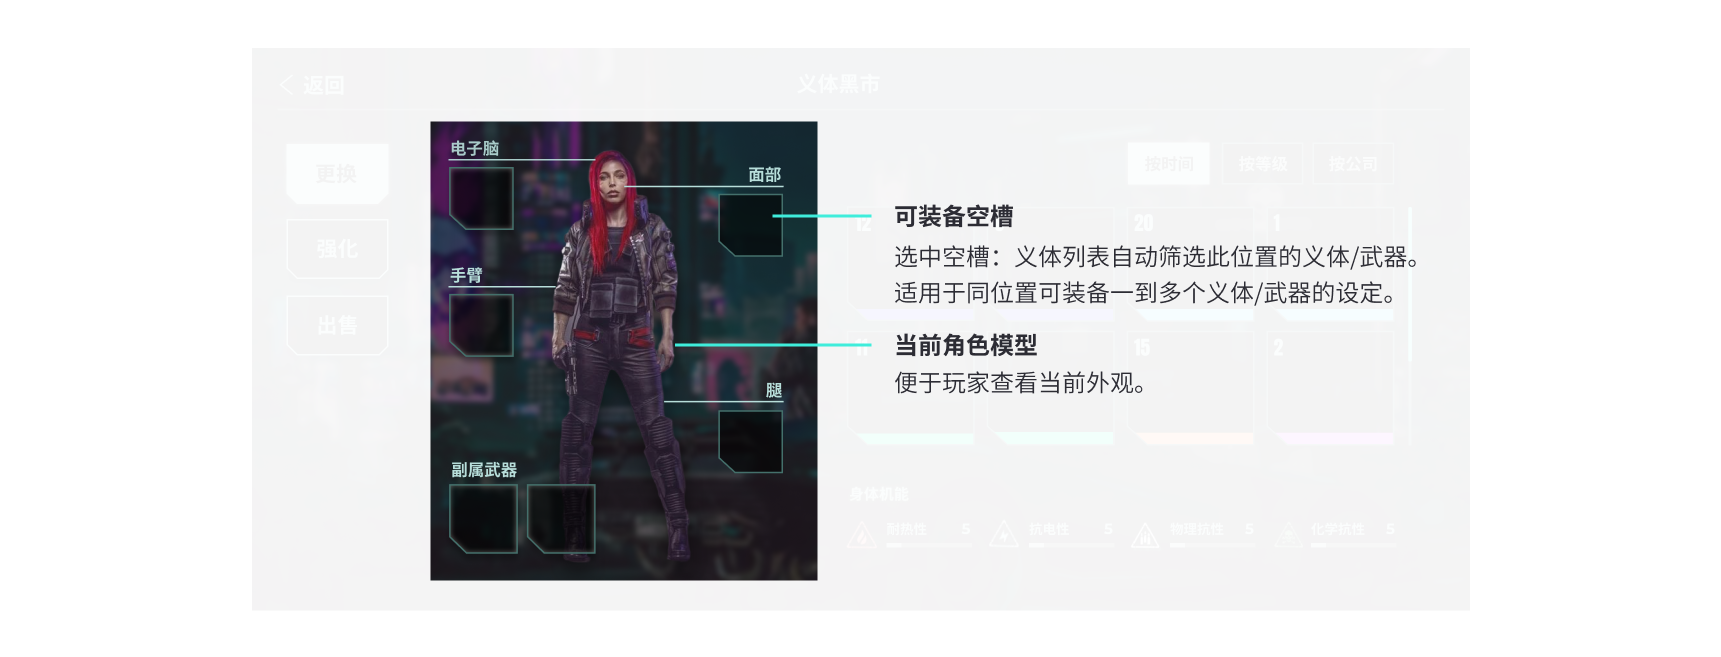 返回
义体黑市
更换
强化
出售
电子脑
面部
手臂
腿
副属武器
按时间
按等级
按公司
12
20
1
可装备空槽
选中空槽：义体列表自动筛选此位置的义体/武器。
适用于同位置可装备一到多个义体/武器的设定。
11
15
2
当前角色模型
便于玩家查看当前外观。
身体机能
耐热性 5
抗电性 5
物理抗性 5
化学抗性 5